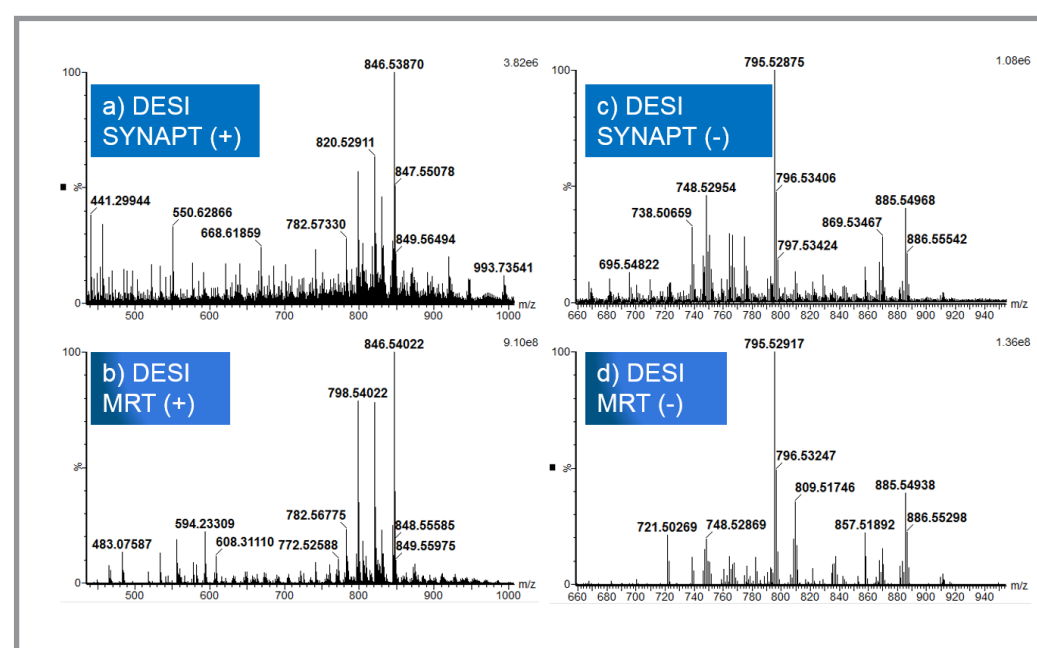 846.53870
3.82e6
100
a) DESI
SYNAPT (+)
820.52911
847.55078
441.29944
550.62866
668.61859
782.57330
849.56494
993.73541
%
0
m/z
500 600 700 800 900 1000
795.52875
1.08e6
100
c) DESI
SYNAPT (-)
796.53406
748.52954
738.50659
885.54968
869.53467
886.55542
797.53424
695.54822
%
0
m/z
660 680 700 720 740 760 780 800 820 840 860 880 900 920 940
846.54022
9.10e8
100
b) DESI
MRT (+)
798.54022
782.56775
848.55585
594.23309
849.55975
772.52588
608.31110
483.07587
%
0
m/z
500 600 700 800 900 1000
795.52917
1.36e8
100
d) DESI
MRT (-)
796.53247
809.51746
885.54938
721.50269
748.52869
857.51892
886.55298
%
0
m/z
660 680 700 720 740 760 780 800 820 840 860 880 900 920 940